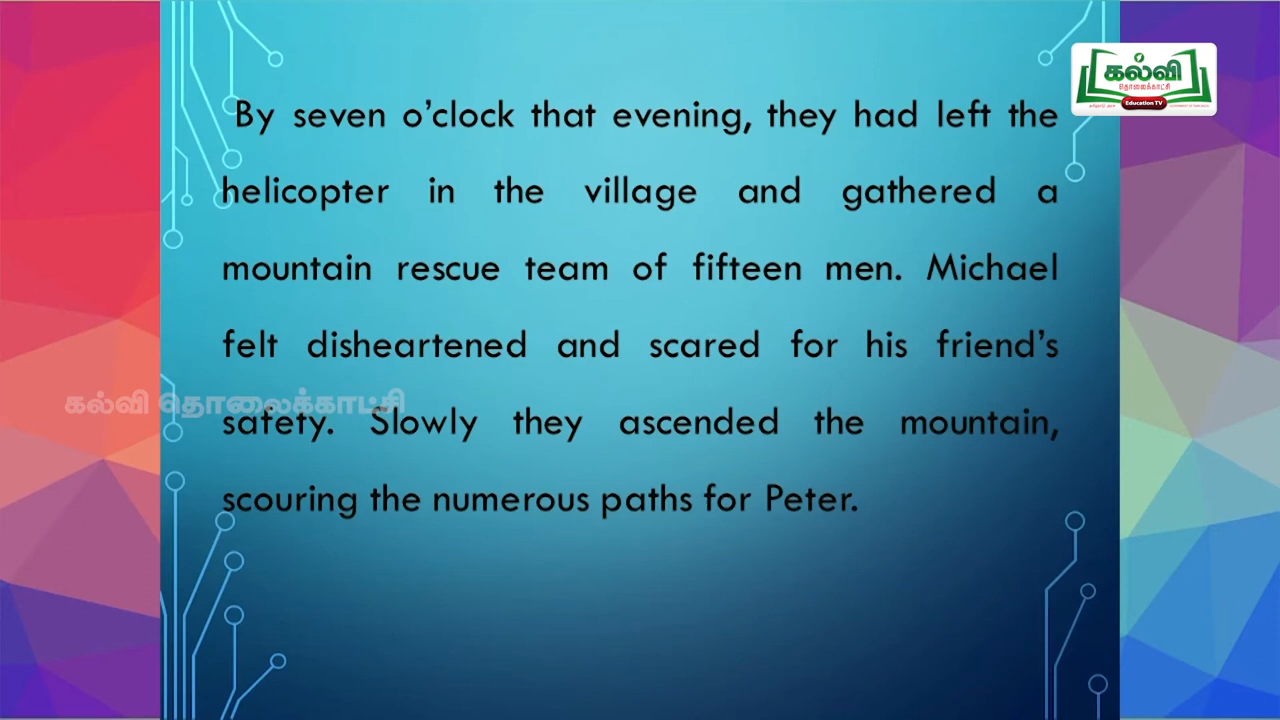 கல்வி
தொலைக்காட்சி
Education TV
By seven o’clock that evening, they had left the
helicopter in the village and gathered a
mountain rescue team of fifteen men. Michael
felt disheartened and scared for his friend’s
கல்வி தொலைக்காட்சி
safety. Slowly they ascended the mountain,
scouring the numerous paths for Peter.